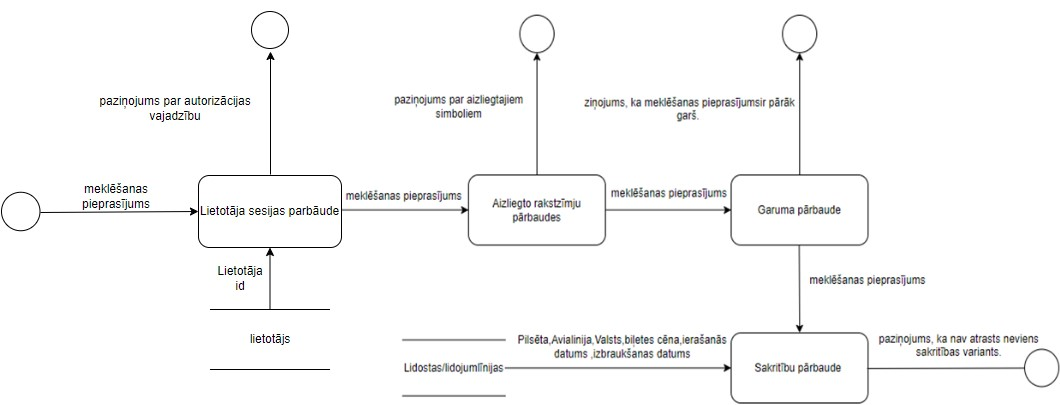 paziņojums par autorizācijas
vajadzību
paziņojums par aizliegtajiem
simboliem
ziņojums, ka meklēšanas pieprasījumsir pārāk
garš.
meklēšanas
pieprasījums
Lietotāja sesijas parbāude
meklēšanas pieprasījums
Aizliegto rakstzīmju
pārbaudes
meklēšanas pieprasījums
Garuma pārbaude
Lietotāja
id
meklēšanas pieprasījums
lietotājs
Lidostas/lidojumlīnijas
Pilsēta,Avialinija,Valsts,biļetes cēna,ierašanās
datums ,izbraukšanas datums
Sakritību pārbaude
paziņojums, ka nav atrasts neviens
sakritības variants.